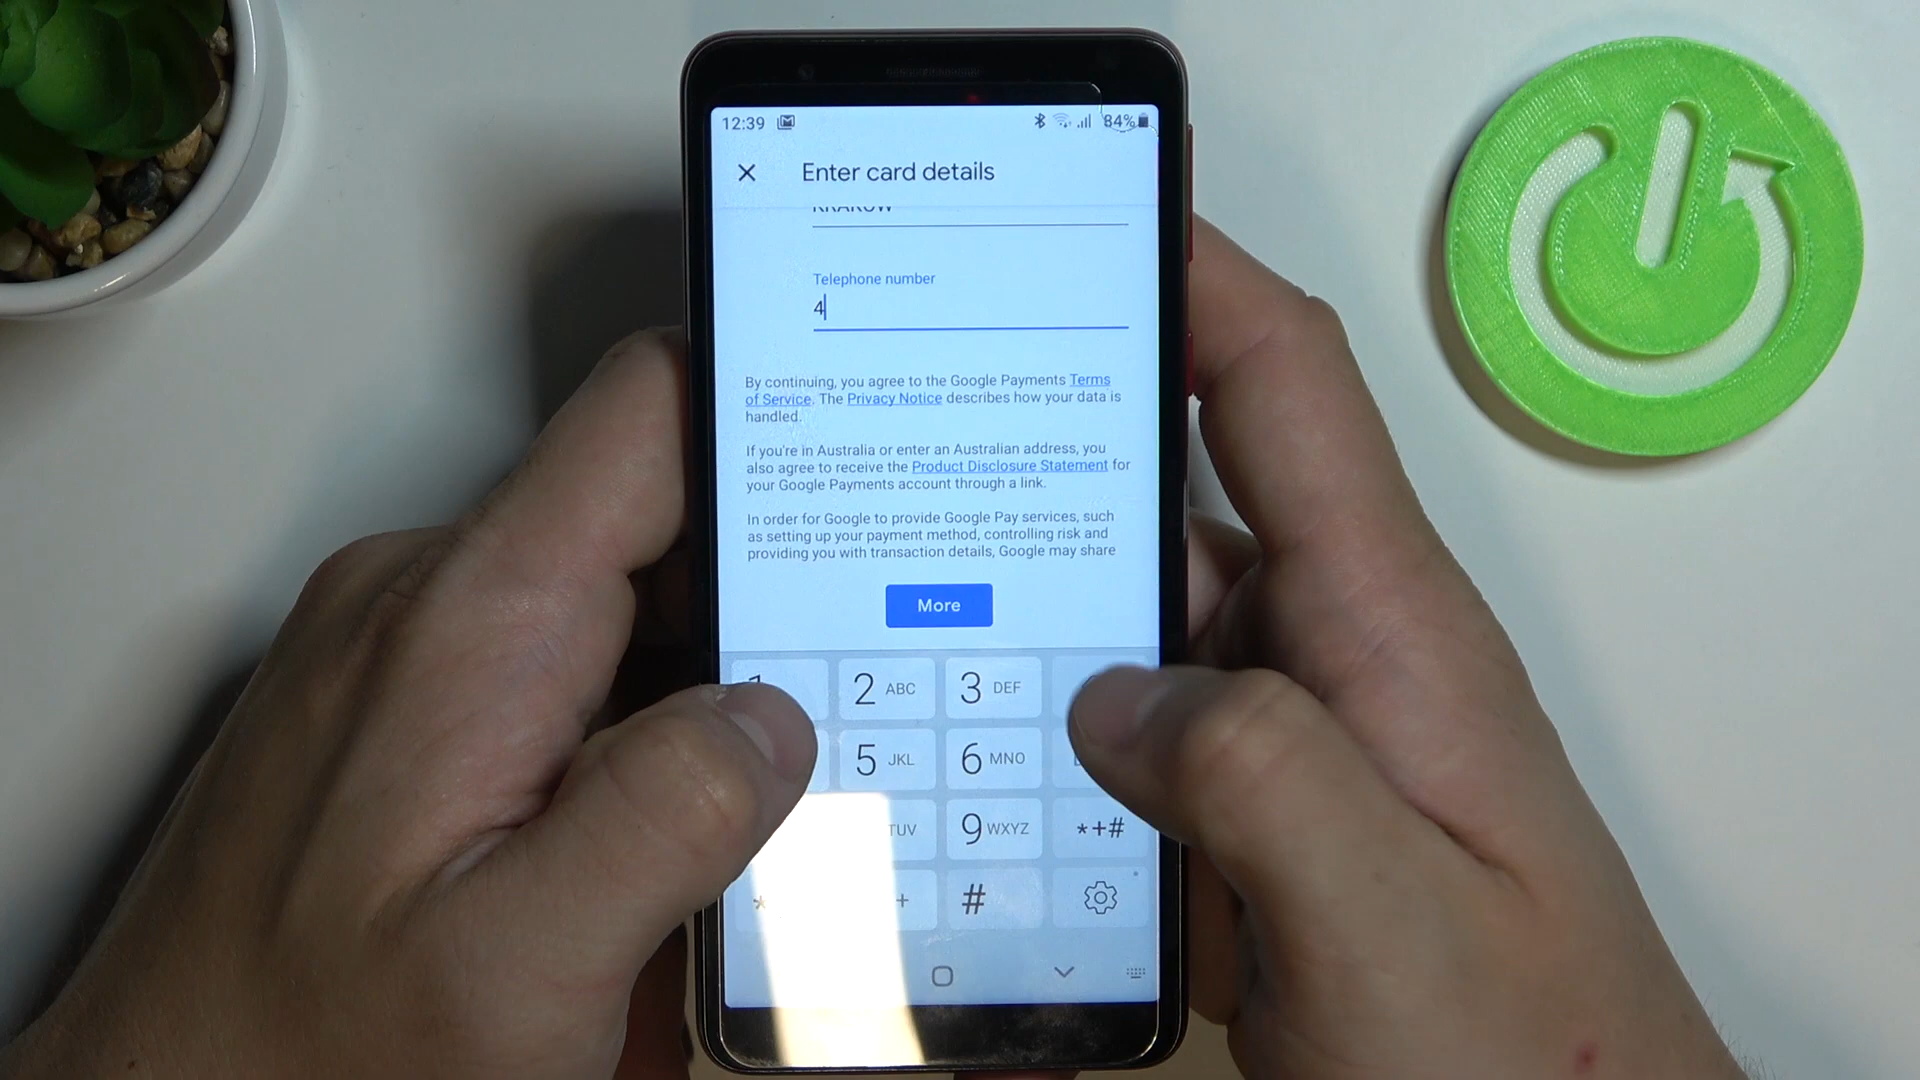 12:39 84%
Enter card details
KRAKOW
Telephone number
4
By continuing, you agree to the Google Payments Terms
of Service. The Privacy Notice describes how your data is
handled.
If you're in Australia or enter an Australian address, you
also agree to receive the Product Disclosure Statement for
your Google Payments account through a link.
In order for Google to provide Google Pay services, such
as setting up your payment method, controlling risk and
providing you with transaction details, Google may share
More
2 ABC 3 DEF
5 JKL 6 MNO
TUV 9 WXYZ *+#
* + #